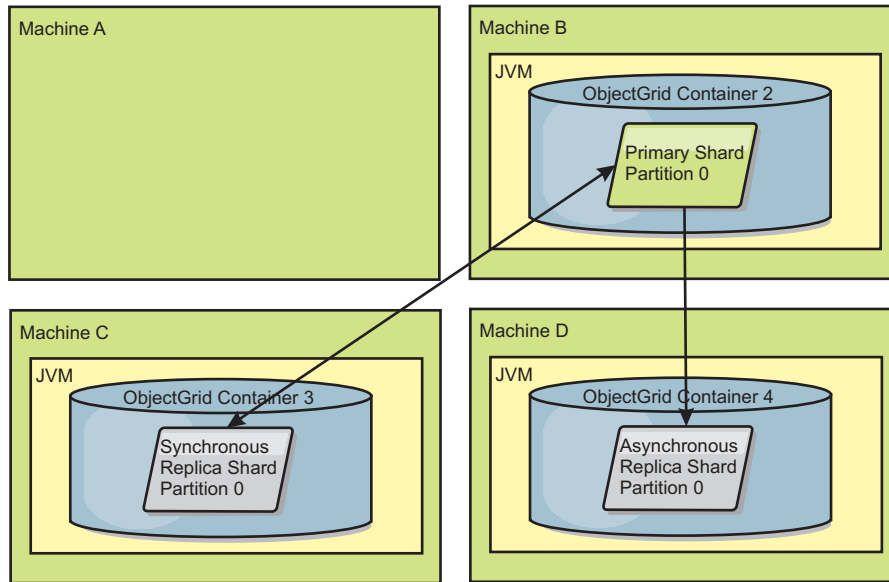 Machine A
Machine B
JVM
ObjectGrid Container 2
Primary Shard
Partition 0
Machine C
JVM
ObjectGrid Container 3
Synchronous
Replica Shard
Partition 0
Machine D
JVM
ObjectGrid Container 4
Asynchronous
Replica Shard
Partition 0